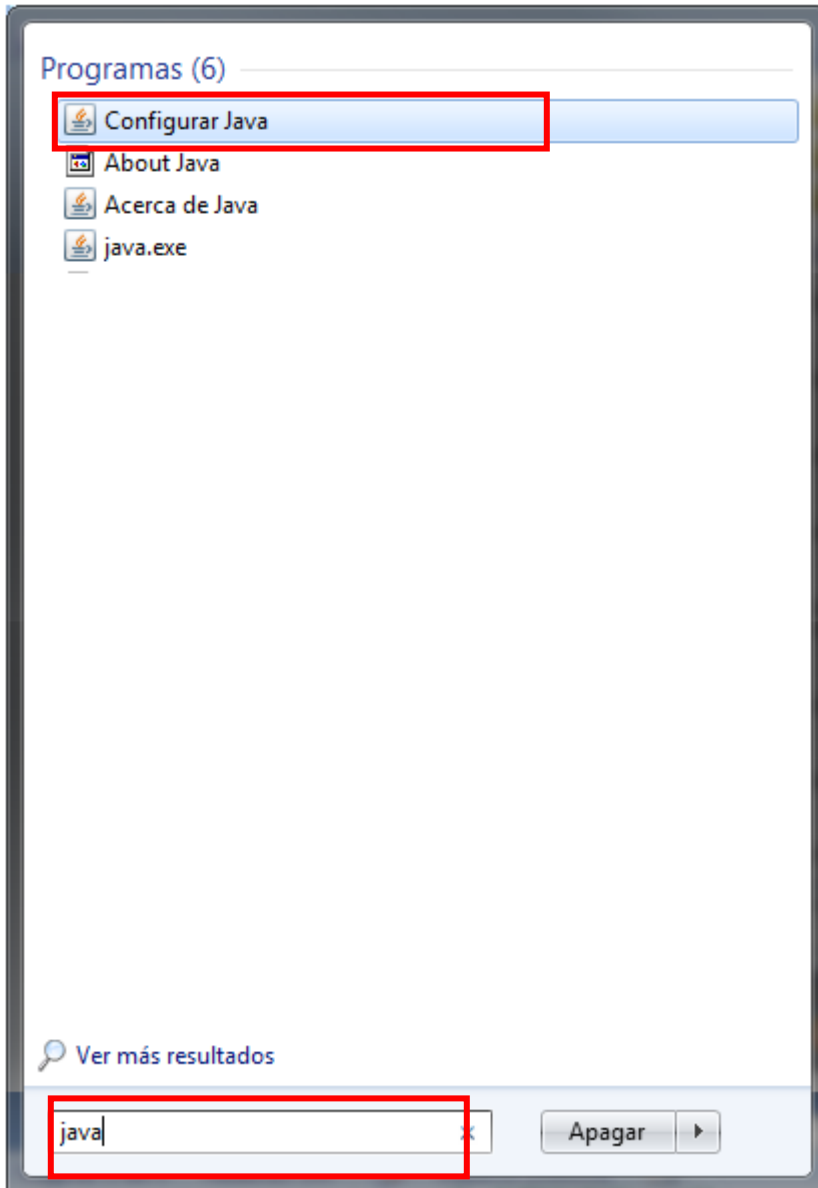 Programas (6)
Configurar Java
About Java
Acerca de Java
java.exe
Ver más resultados
java
Apagar